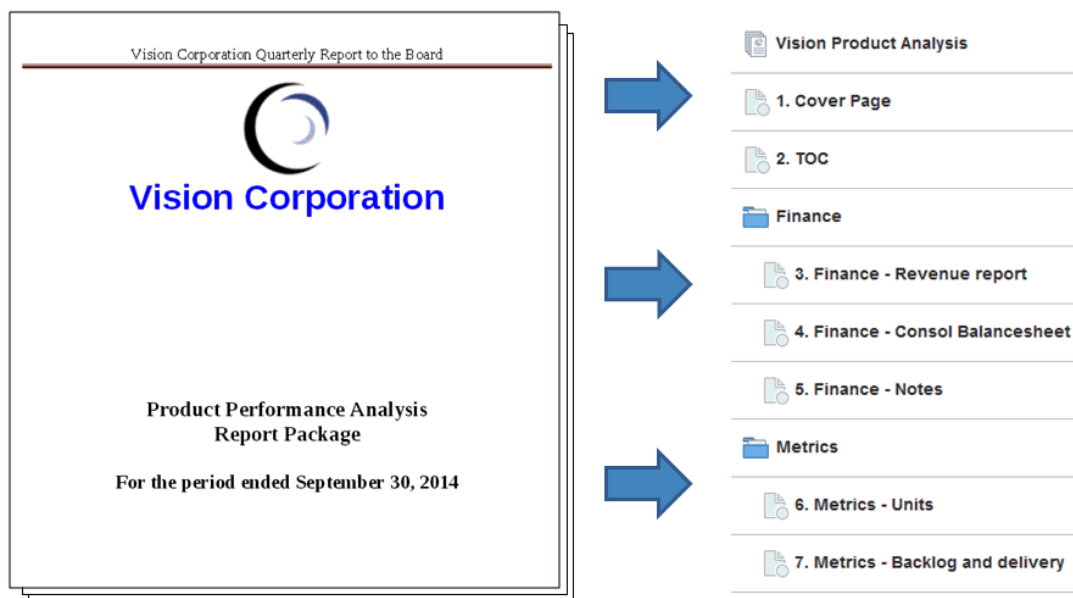 Vision Corporation Quarterly Report to the Board
Vision Corporation
Product Performance Analysis
Report Package
For the period ended September 30, 2014
Vision Product Analysis
1. Cover Page
2. TOC
Finance
3. Finance - Revenue report
4. Finance - Consol Balancesheet
5. Finance - Notes
Metrics
6. Metrics - Units
7. Metrics - Backlog and delivery